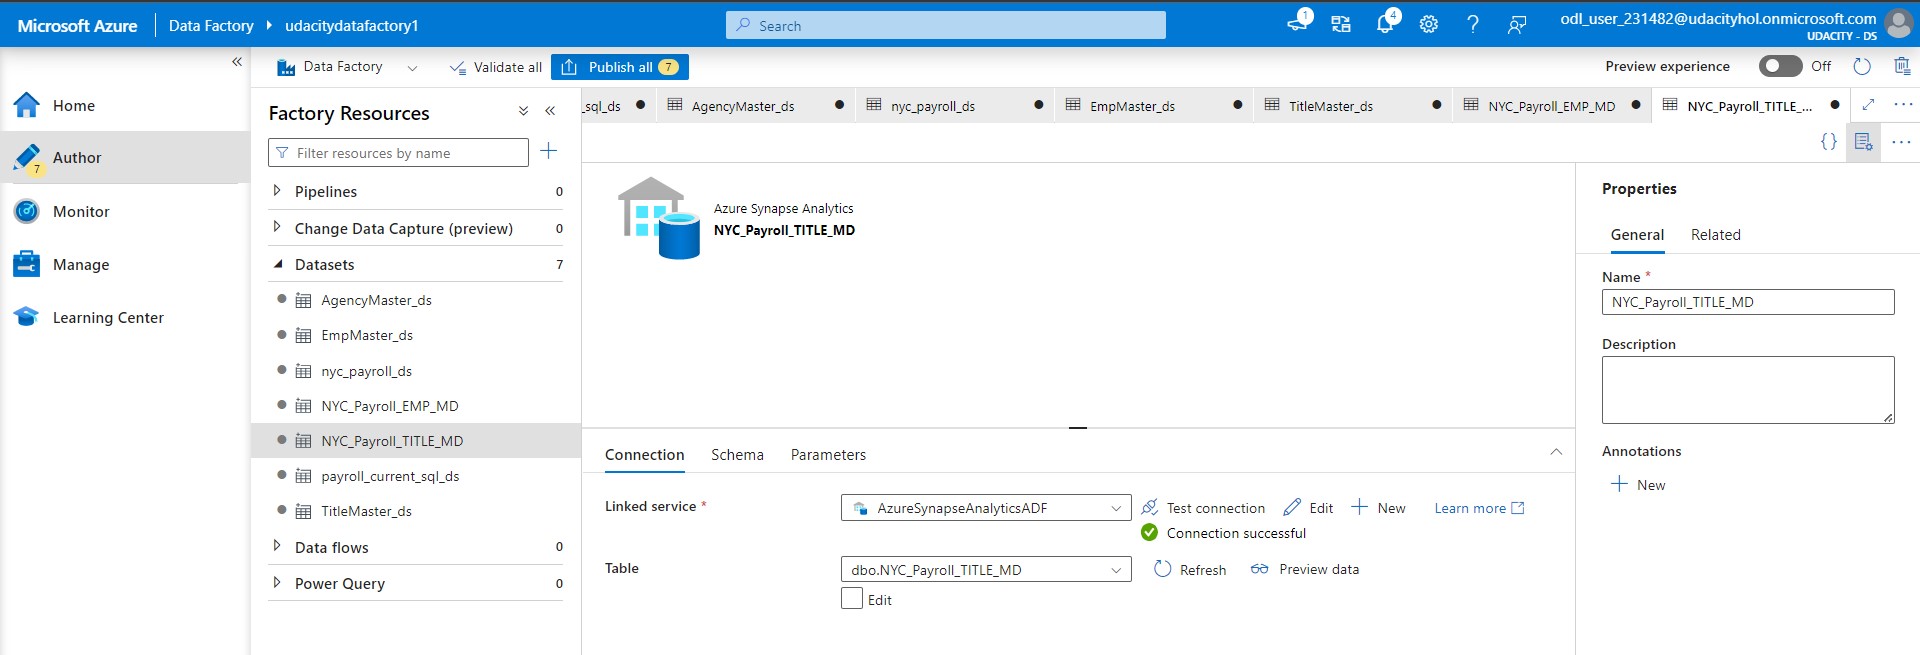 Microsoft Azure
Data Factory
udacitydatafactory1
Search
1
4
odl_user_231482@udacityhol.onmicrosoft.com
UDACITY - DS
Home
Author
7
Monitor
Manage
Learning Center
Data Factory
Validate all
Publish all 7
Preview experience
Off
Factory Resources
Filter resources by name
Pipelines 0
Change Data Capture (preview) 0
Datasets 7
AgencyMaster_ds
EmpMaster_ds
nyc_payroll_ds
NYC_Payroll_EMP_MD
NYC_Payroll_TITLE_MD
payroll_current_sql_ds
TitleMaster_ds
Data flows 0
Power Query 0
_sql_ds
AgencyMaster_ds
nyc_payroll_ds
EmpMaster_ds
TitleMaster_ds
NYC_Payroll_EMP_MD
NYC_Payroll_TITLE_...
{}
Azure Synapse Analytics
NYC_Payroll_TITLE_MD
Connection
Schema
Parameters
Linked service *
AzureSynapseAnalyticsADF
Test connection
Edit
New
Learn more
Connection successful
Table
dbo.NYC_Payroll_TITLE_MD
Refresh
Preview data
Edit
Properties
General
Related
Name *
NYC_Payroll_TITLE_MD
Description
Annotations
New